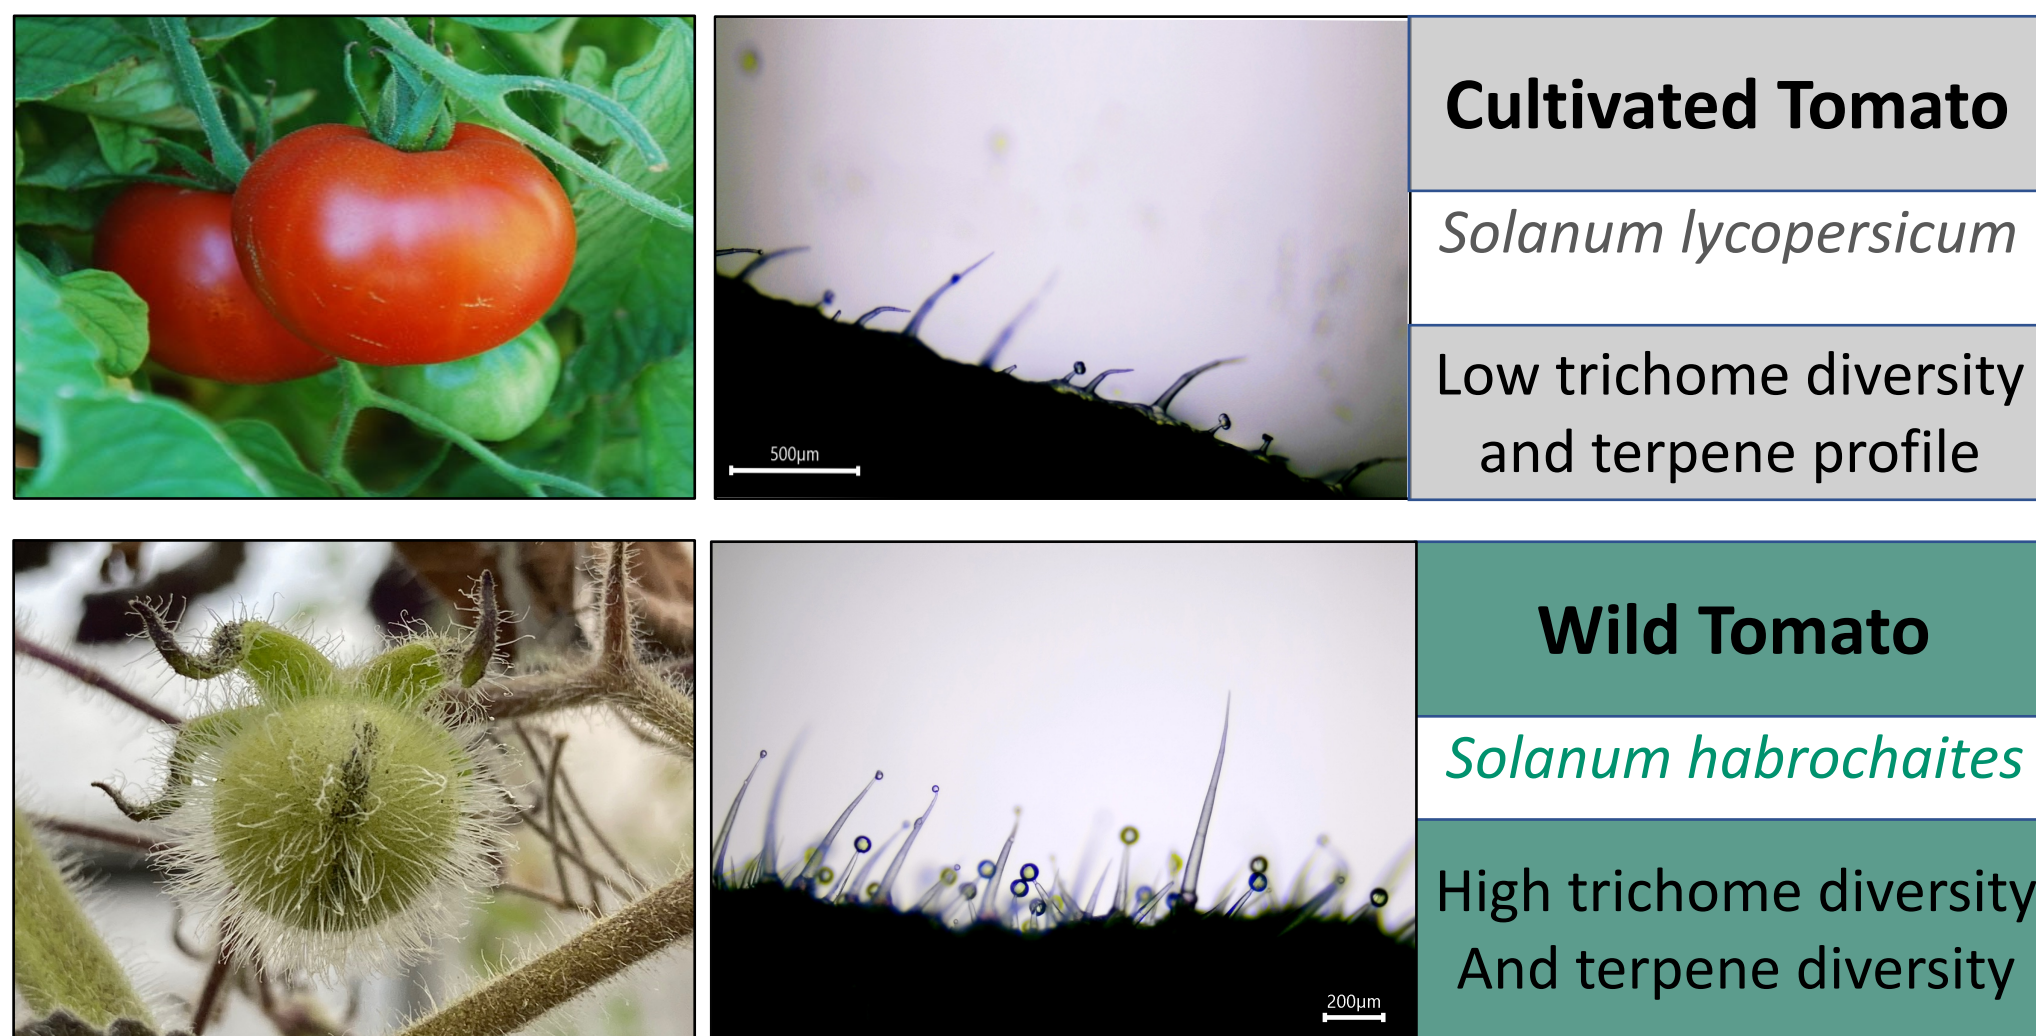 Cultivated Tomato
Solanum lycopersicum
Low trichome diversity
and terpene profile
500µm
Wild Tomato
Solanum habrochaites
High trichome diversity
And terpene diversity
200µm